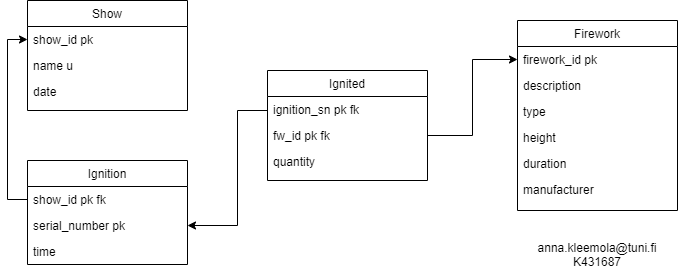 Show
show_id pk
name u
date
Ignition
show_id pk fk
serial_number pk
time
Ignited
ignition_sn pk fk
fw_id pk fk
quantity
Firework
firework_id pk
description
type
height
duration
manufacturer
anna.kleemola@tuni.fi
K431687